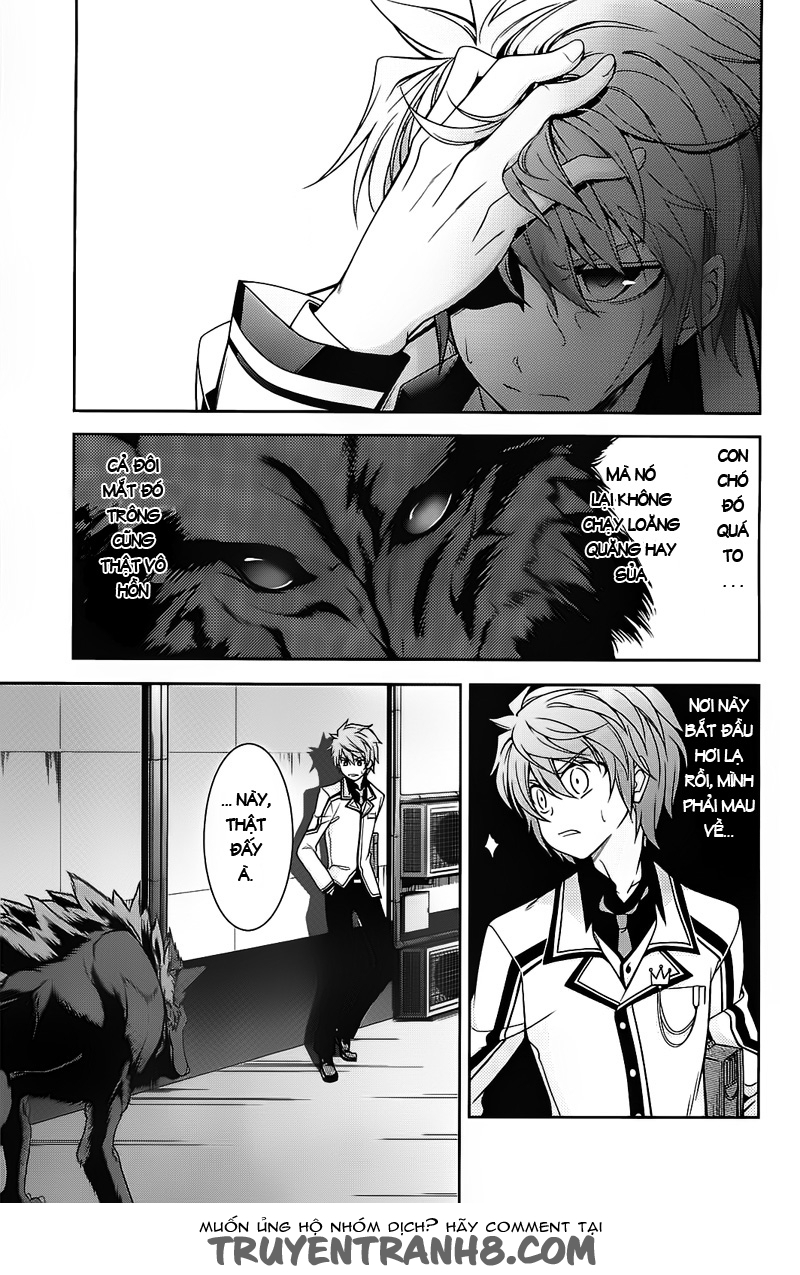 CON
CHÓ
ĐÓ
QUÁ
TO
...
MÀ NÓ
LẠI KHÔNG
CHẠY LOĂNG
QUĂNG HAY
SỦA
CẢ ĐÔI
MẮT ĐÓ
TRÔNG
CŨNG
THẬT VÔ
HỒN
NƠI NÀY
BẮT ĐẦU
HƠI LẠ
RỒI, MÌNH
PHẢI MAU
VỀ...
... NÀY,
THẬT
ĐẤY
À.
MUỐN ỦNG HỘ NHÓM DỊCH? HÃY COMMENT TẠI
TRUYENTRANH8.COM